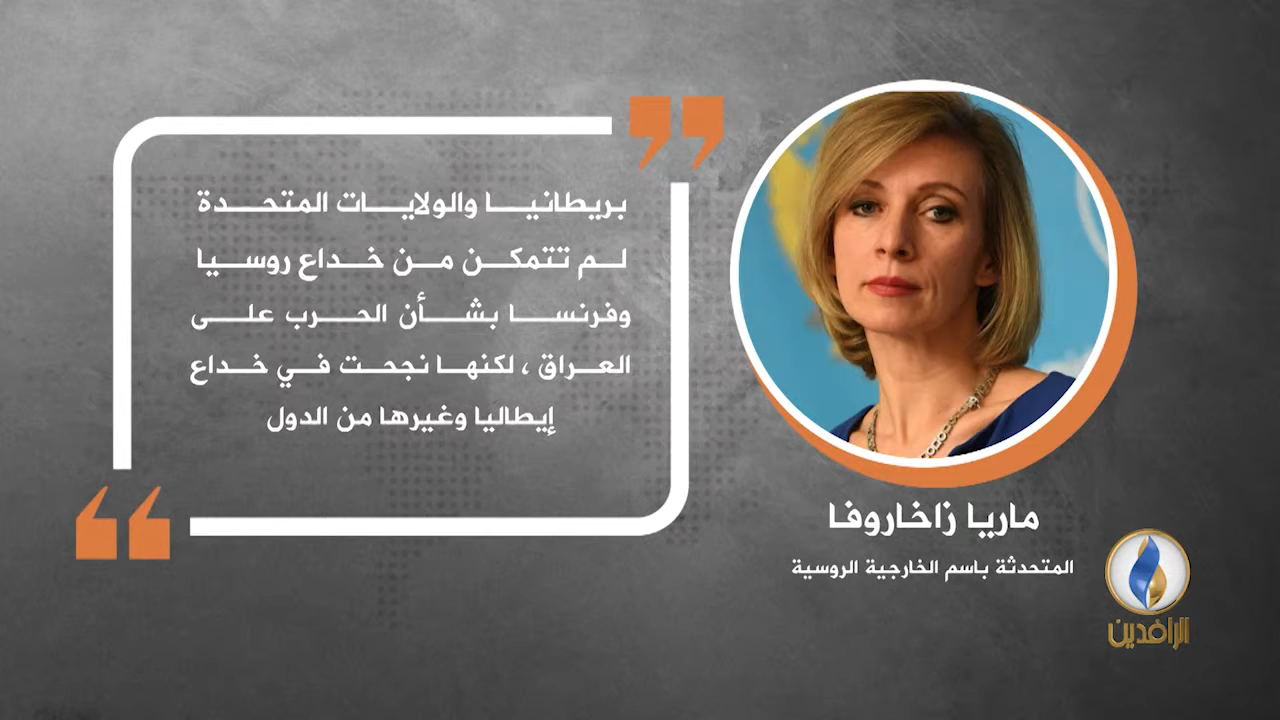 بريطانيا والولايات المتحدة
لم تتمكن من خداع روسيا
وفرنسا بشأن الحرب على
العراق ، لكنها نجحت في خداع
إيطاليا وغيرها من الدول
ماريا زاخاروفا
المتحدثة باسم الخارجية الروسية
الرافدين